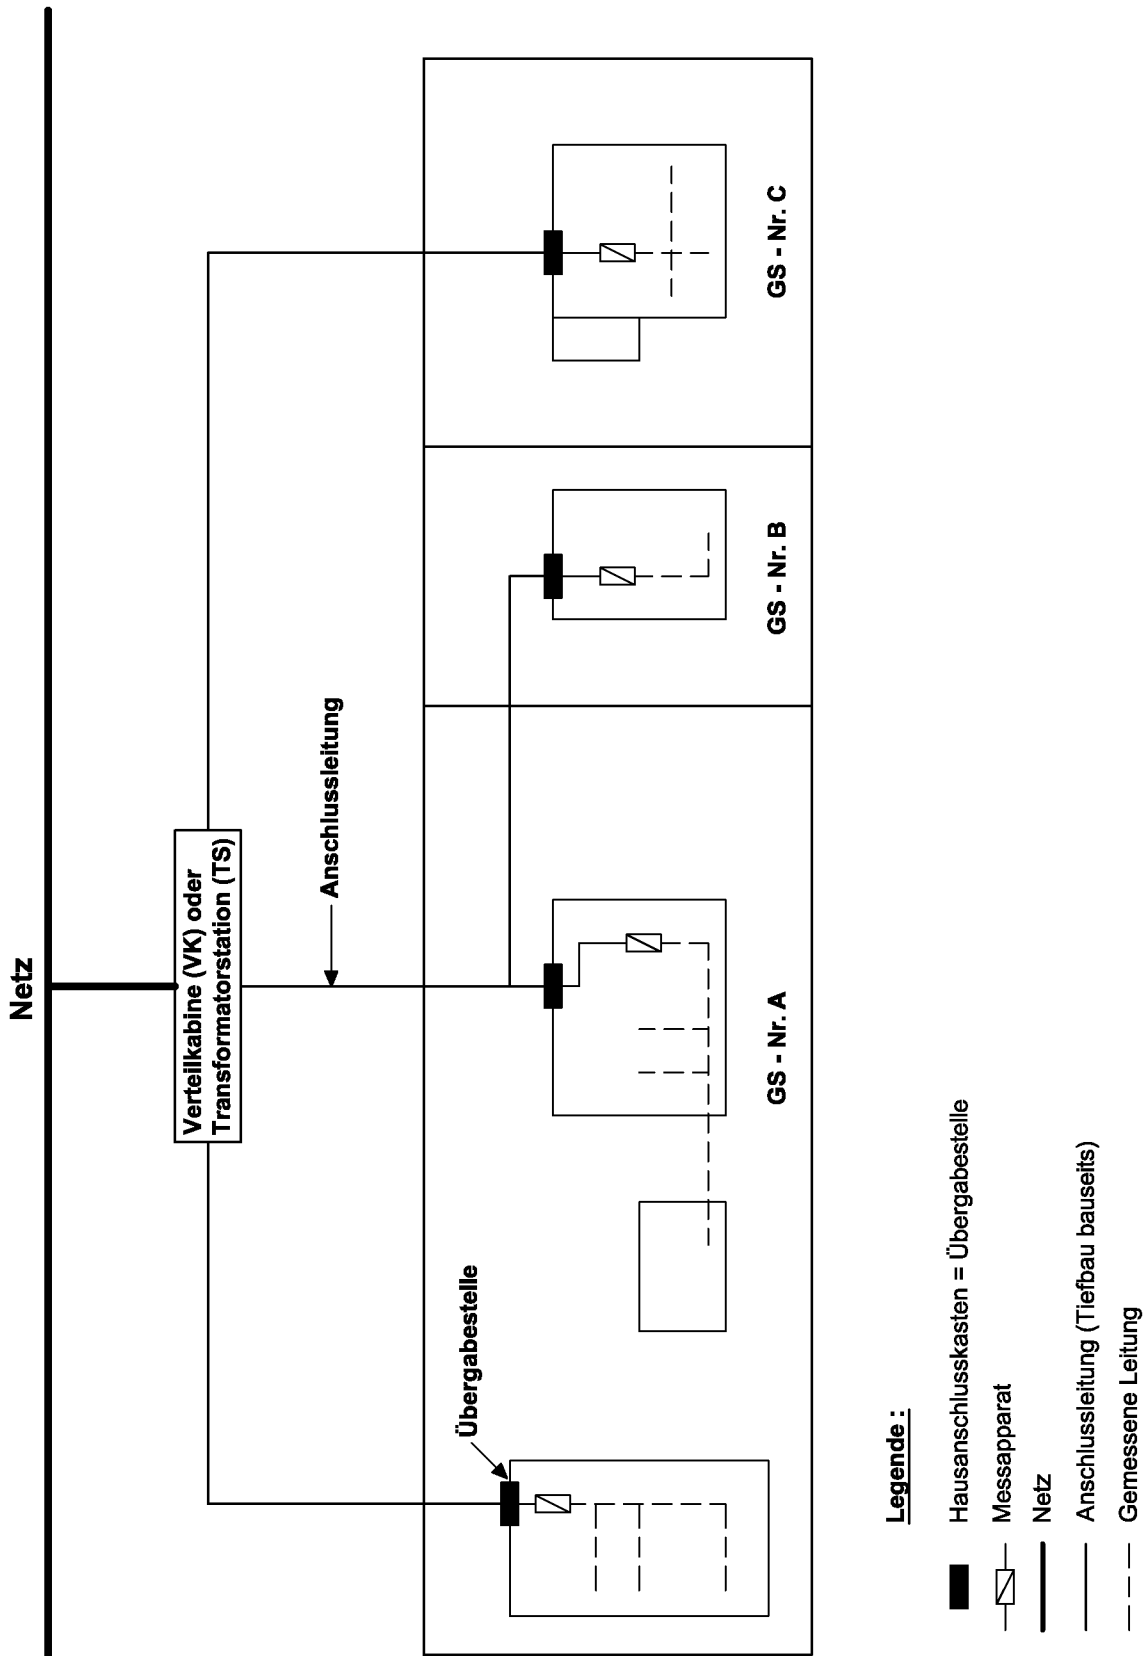 Netz
Verteilkabine (VK) oder
Transformatorstation (TS)
Anschlussleitung
Übergabestelle
GS - Nr. A
GS - Nr. B
GS - Nr. C
Legende :
Hausanschlusskasten = Übergabestelle
Messapparat
Netz
Anschlussleitung (Tiefbau bauseits)
Gemessene Leitung